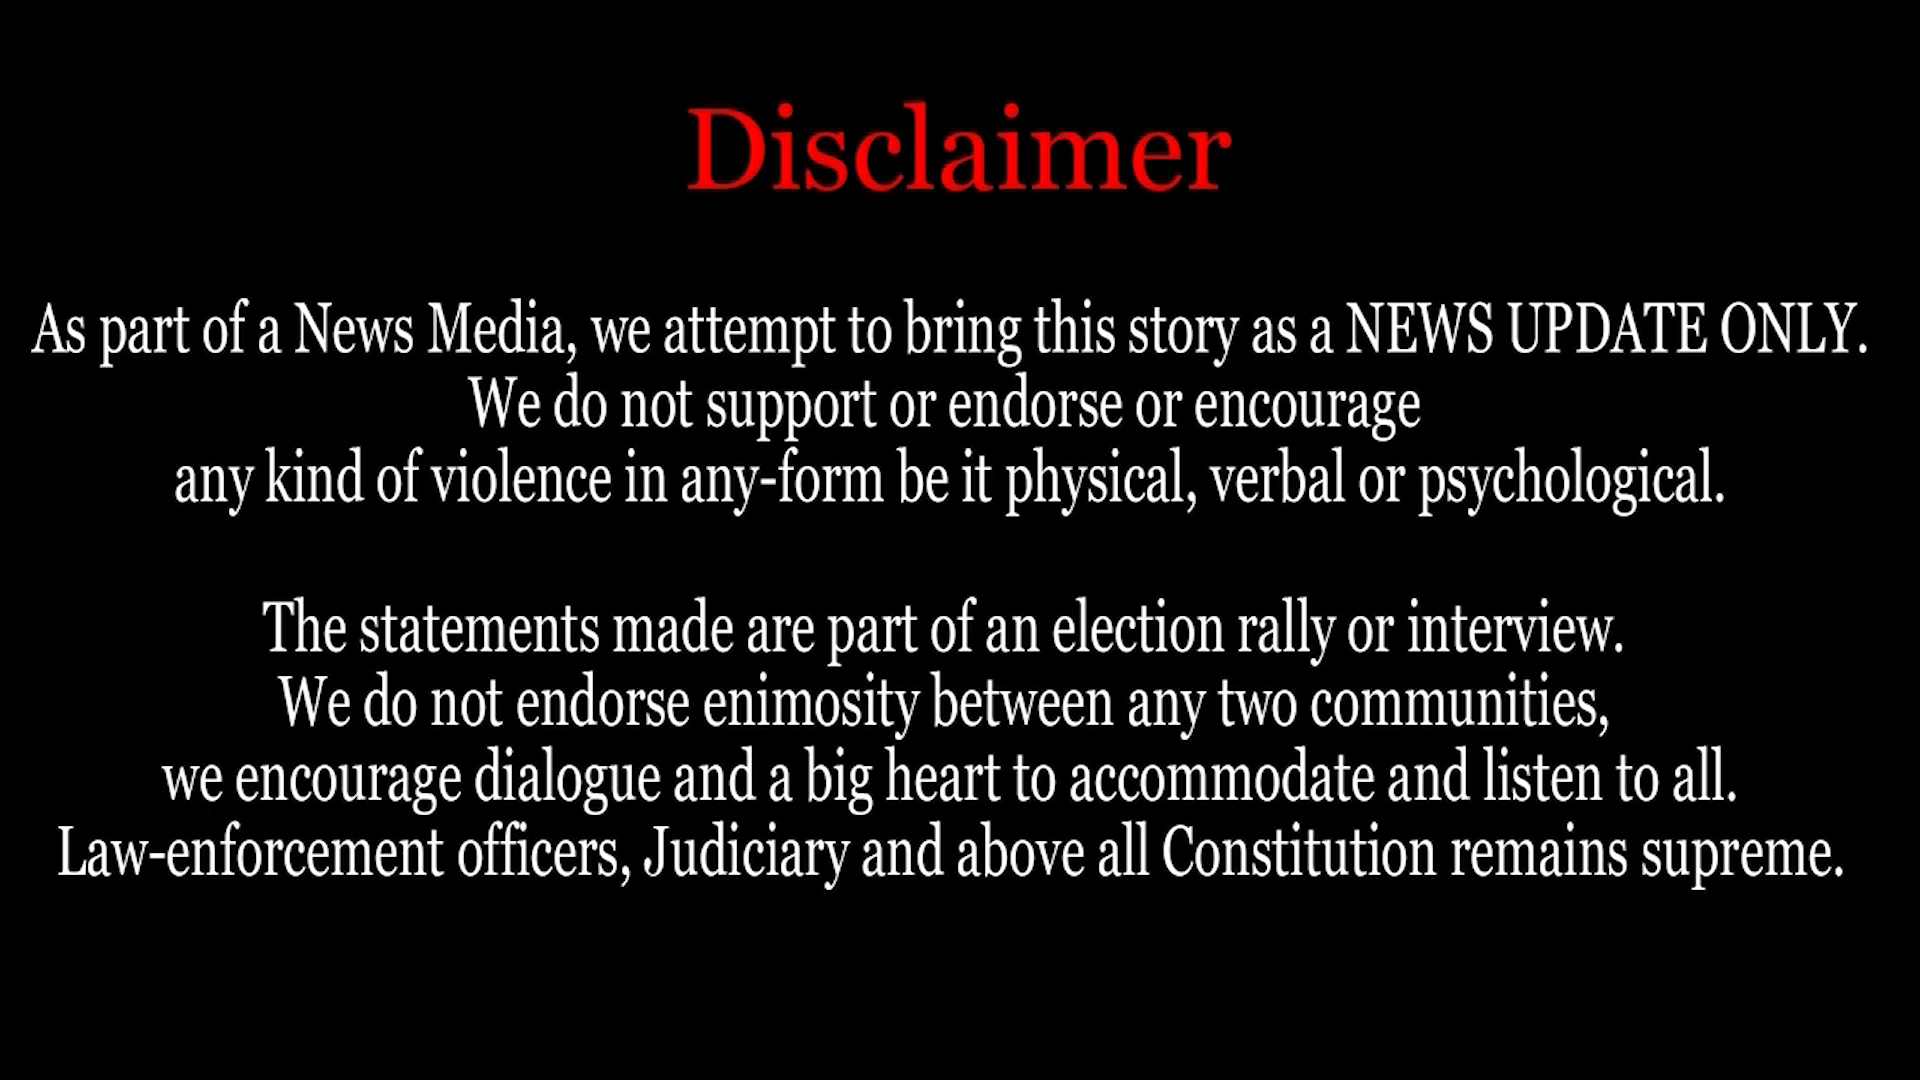 Disclaimer
As part of a News Media, we attempt to bring this story as a NEWS UPDATE ONLY.
We do not support or endorse or encourage
any kind of violence in any-form be it physical, verbal or psychological.
The statements made are part of an election rally or interview.
We do not endorse enimosity between any two communities,
we encourage dialogue and a big heart to accommodate and listen to all.
Law-enforcement officers, Judiciary and above all Constitution remains supreme.